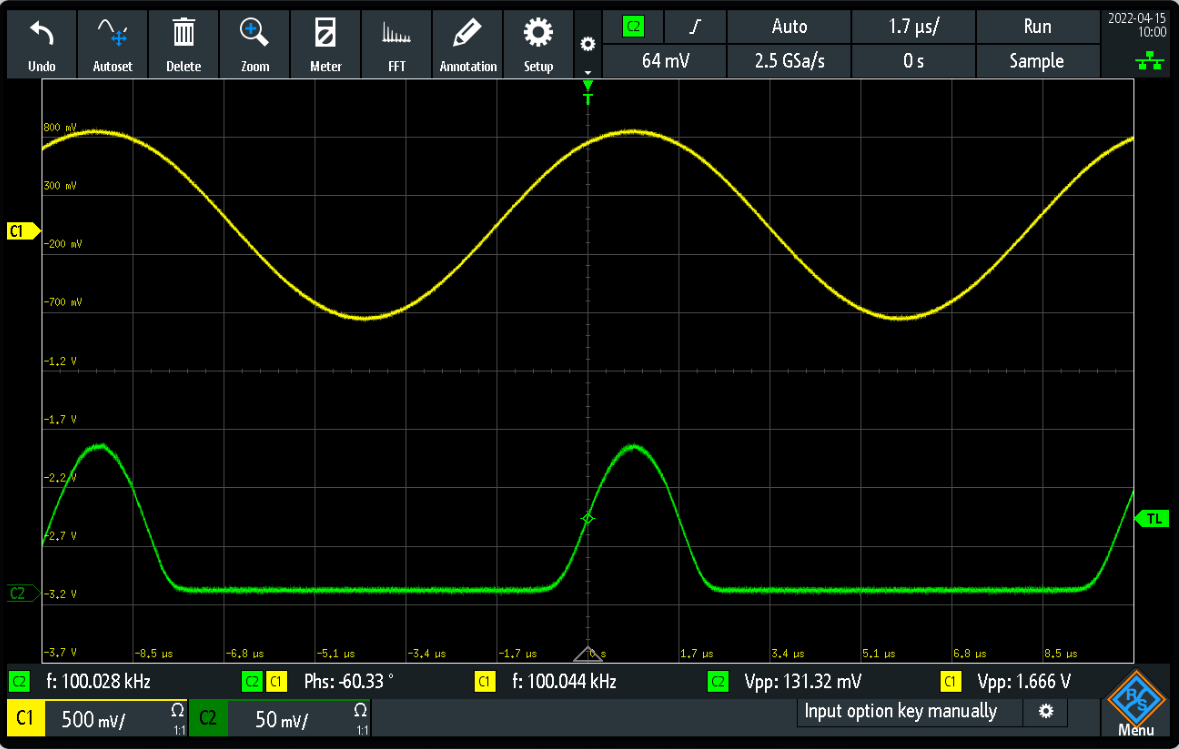 C2 Auto 1.7 µs/ Run 2022-04-15
10:00
Undo Autoset Delete Zoom Meter FFT Annotation Setup 64 mV 2.5 GSa/s 0 s Sample
T
800 mV
300 mV
C1
-200 mV
-700 mV
-1.2 V
-1.7 V
-2.2 V
TL
-2.7 V
C2 -3.2 V
-3.7 V -8.5 µs -6.8 µs -5.1 µs -3.4 µs -1.7 µs 0 s 1.7 µs 3.4 µs 5.1 µs 6.8 µs 8.5 µs
C2 f: 100.028 kHz C2 C1 Phs: -60.33 ° C1 f: 100.044 kHz C2 Vpp: 131.32 mV C1 Vpp: 1.666 V
C1 500 mV/ Ω 1:1 C2 50 mV/ Ω 1:1 Input option key manually R&S
Menu